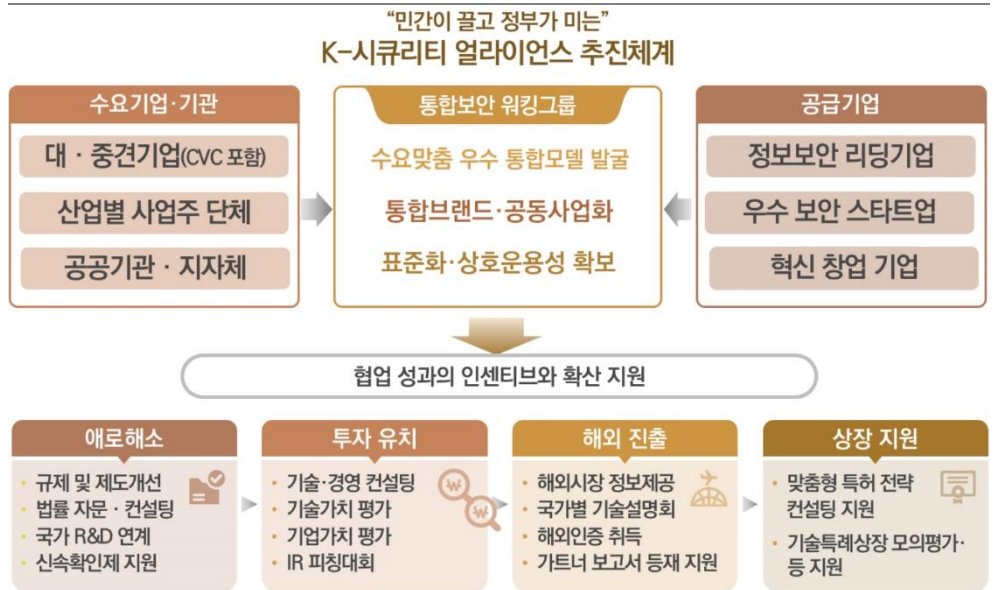 “민간이 끌고 정부가 미는”
K-시큐리티 얼라이언스 추진체계
수요기업·기관
대 · 중견기업(CVC 포함)
산업별 사업주 단체
공공기관 · 지자체
통합보안 워킹그룹
수요맞춤 우수 통합모델 발굴
통합브랜드·공동사업화
표준화·상호운용성 확보
공급기업
정보보안 리딩기업
우수 보안 스타트업
혁신 창업 기업
협업 성과의 인센티브와 확산 지원
애로해소
• 규제 및 제도개선
• 법률 자문 · 컨설팅
• 국가 R&D 연계
• 신속확인제 지원
투자 유치
• 기술·경영 컨설팅
• 기술가치 평가
• 기업가치 평가
• IR 피칭대회
₩
₩
해외 진출
• 해외시장 정보제공
• 국가별 기술설명회
• 해외인증 취득
• 가트너 보고서 등재 지원
상장 지원
• 맞춤형 특허 전략
컨설팅 지원
• 기술특례상장 모의평가·
등 지원